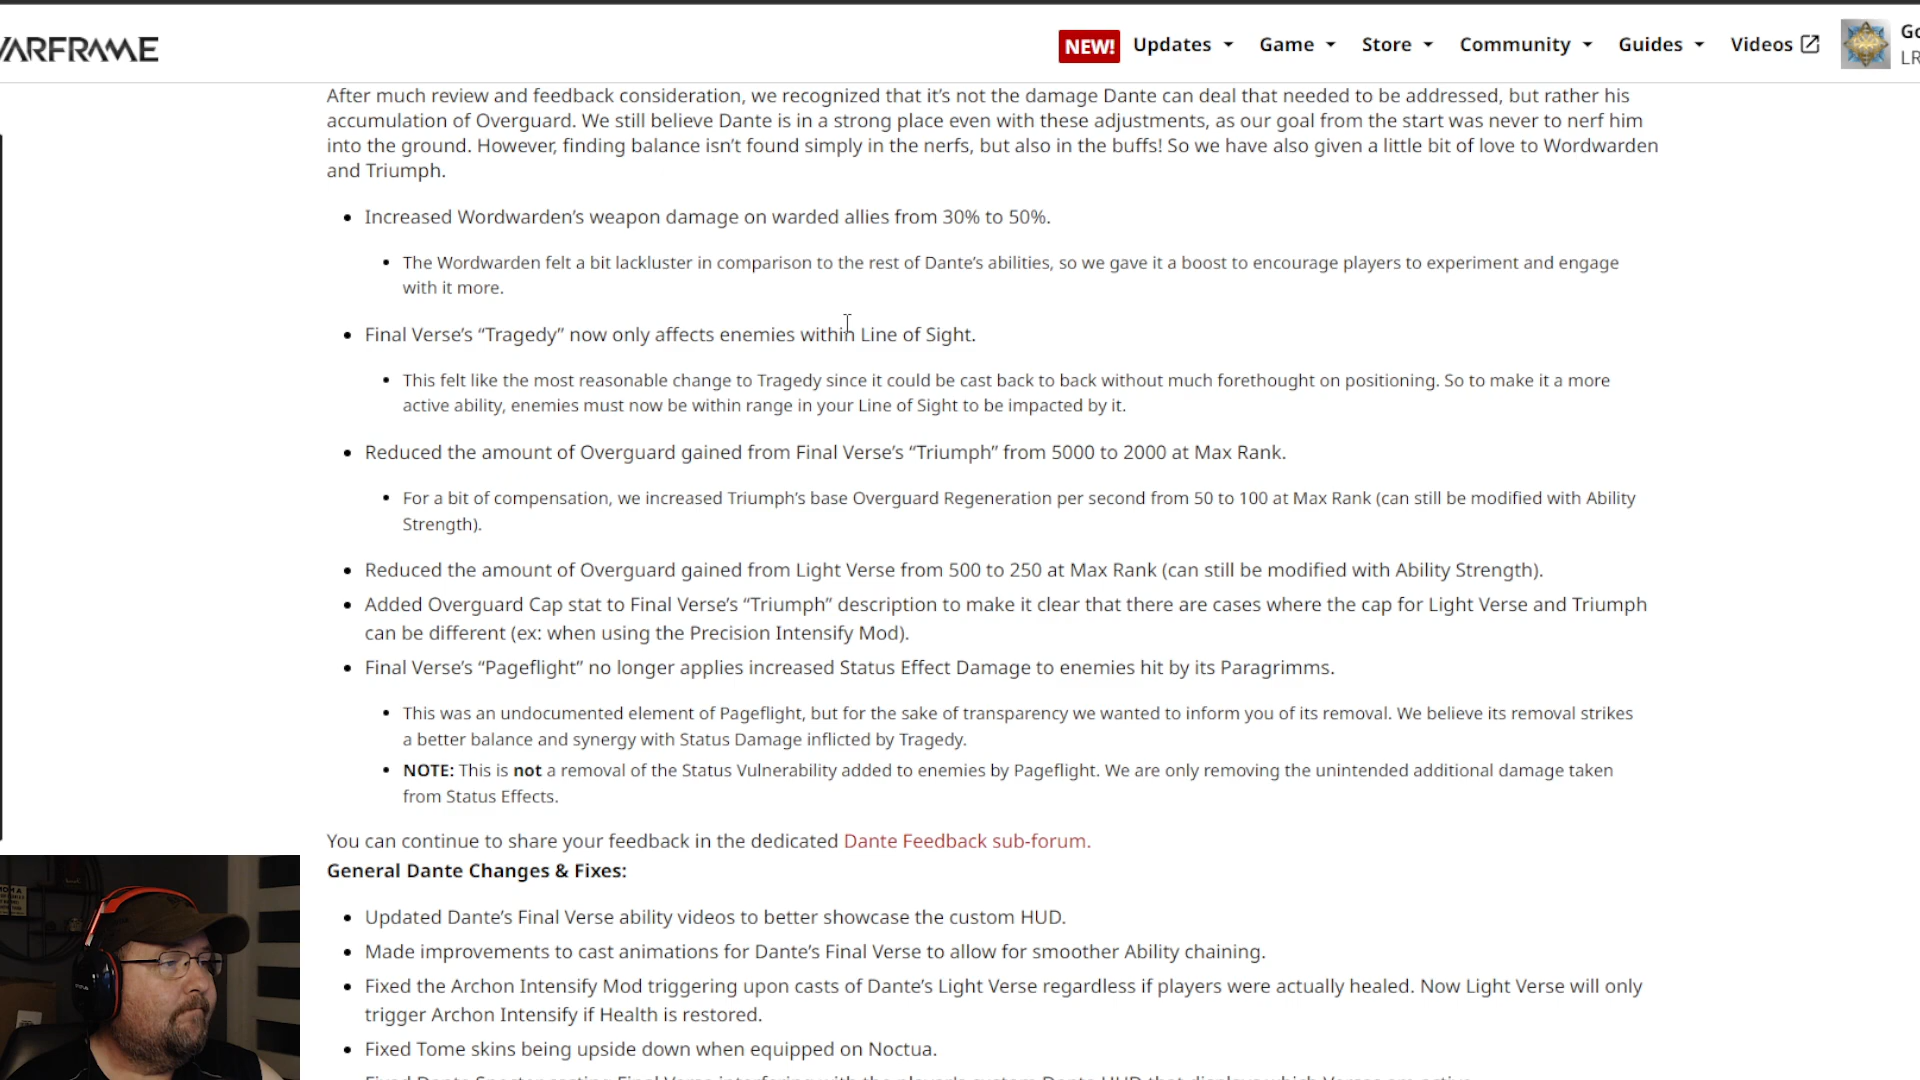 WARFRAME
NEW! Updates Game Store Community Guides Videos
After much review and feedback consideration, we recognized that it’s not the damage Dante can deal that needed to be addressed, but rather his
accumulation of Overguard. We still believe Dante is in a strong place even with these adjustments, as our goal from the start was never to nerf him
into the ground. However, finding balance isn’t found simply in the nerfs, but also in the buffs! So we have also given a little bit of love to Wordwarden
and Triumph.
Increased Wordwarden’s weapon damage on warded allies from 30% to 50%.
The Wordwarden felt a bit lackluster in comparison to the rest of Dante’s abilities, so we gave it a boost to encourage players to experiment and engage
with it more.
Final Verse’s “Tragedy” now only affects enemies within Line of Sight.
This felt like the most reasonable change to Tragedy since it could be cast back to back without much forethought on positioning. So to make it a more
active ability, enemies must now be within range in your Line of Sight to be impacted by it.
Reduced the amount of Overguard gained from Final Verse’s “Triumph” from 5000 to 2000 at Max Rank.
For a bit of compensation, we increased Triumph’s base Overguard Regeneration per second from 50 to 100 at Max Rank (can still be modified with Ability
Strength).
Reduced the amount of Overguard gained from Light Verse from 500 to 250 at Max Rank (can still be modified with Ability Strength).
Added Overguard Cap stat to Final Verse’s “Triumph” description to make it clear that there are cases where the cap for Light Verse and Triumph
can be different (ex: when using the Precision Intensify Mod).
Final Verse’s “Pageflight” no longer applies increased Status Effect Damage to enemies hit by its Paragrimms.
This was an undocumented element of Pageflight, but for the sake of transparency we wanted to inform you of its removal. We believe its removal strikes
a better balance and synergy with Status Damage inflicted by Tragedy.
NOTE: This is not a removal of the Status Vulnerability added to enemies by Pageflight. We are only removing the unintended additional damage taken
from Status Effects.
You can continue to share your feedback in the dedicated Dante Feedback sub-forum.
General Dante Changes & Fixes:
Updated Dante’s Final Verse ability videos to better showcase the custom HUD.
Made improvements to cast animations for Dante’s Final Verse to allow for smoother Ability chaining.
Fixed the Archon Intensify Mod triggering upon casts of Dante’s Light Verse regardless if players were actually healed. Now Light Verse will only
trigger Archon Intensify if Health is restored.
Fixed Tome skins being upside down when equipped on Noctua.
Fixed Dante Specter casting Final Verse interfering with the player’s custom Dante HUD that displays which Verses are active.